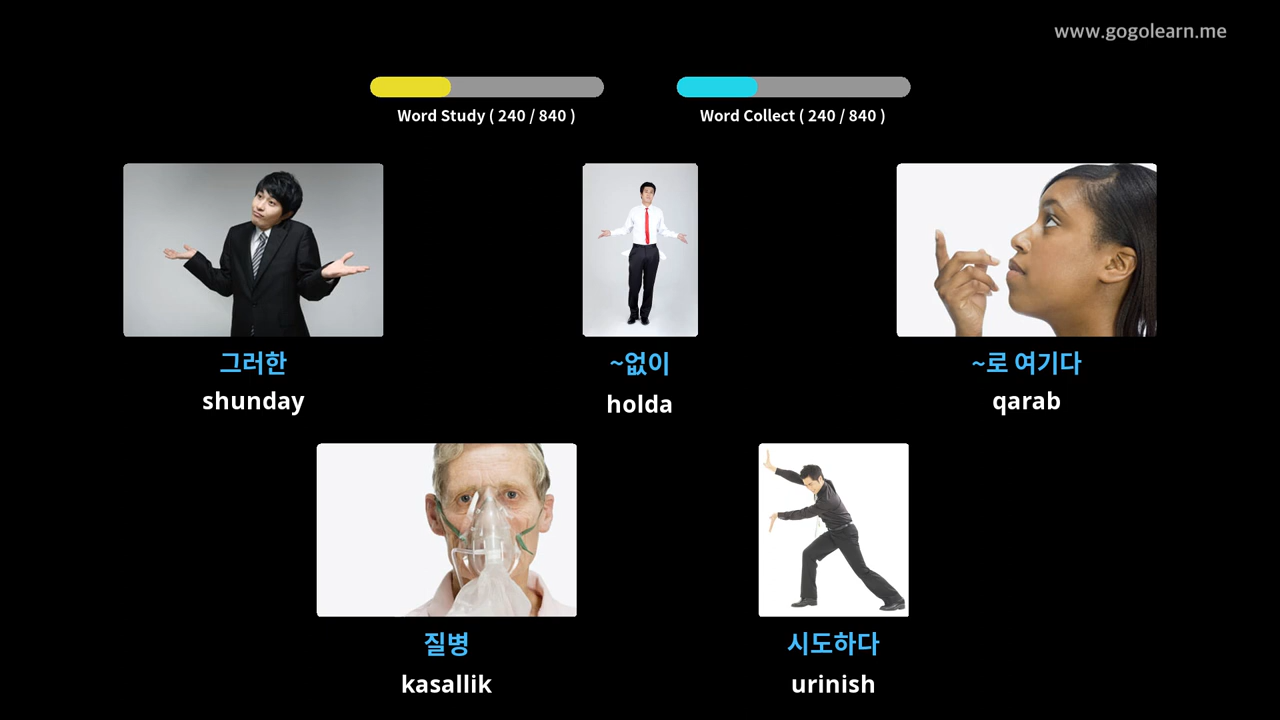 www.gogolearn.me
Word Study ( 240 / 840 )
Word Collect ( 240 / 840 )
그러한
shunday
~없이
holda
~로 여기다
qarab
질병
kasallik
시도하다
urinish